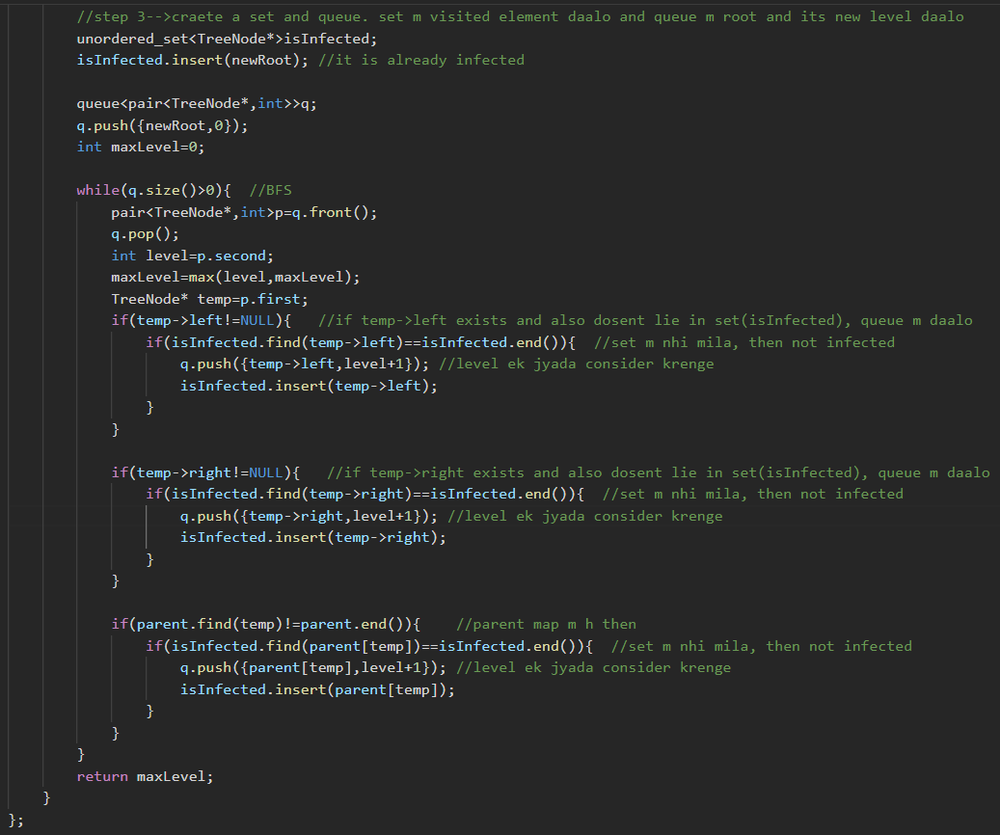 //step 3-->craete a set and queue. set m visited element daalo and queue m root and its new level daalo
unordered_set<TreeNode*>isInfected;
isInfected.insert(newRoot); //it is already infected
queue<pair<TreeNode*,int>>q;
q.push({newRoot,0});
int maxLevel=0;
while(q.size()>0){  //BFS
pair<TreeNode*,int>p=q.front();
q.pop();
int level=p.second;
maxLevel=max(level,maxLevel);
TreeNode* temp=p.first;
if(temp->left!=NULL){   //if temp->left exists and also dosent lie in set(isInfected), queue m daalo
if(isInfected.find(temp->left)==isInfected.end()){  //set m nhi mila, then not infected
q.push({temp->left,level+1}); //level ek jyada consider krenge
isInfected.insert(temp->left);
}
}
if(temp->right!=NULL){   //if temp->right exists and also dosent lie in set(isInfected), queue m daalo
if(isInfected.find(temp->right)==isInfected.end()){  //set m nhi mila, then not infected
q.push({temp->right,level+1}); //level ek jyada consider krenge
isInfected.insert(temp->right);
}
}
if(parent.find(temp)!=parent.end()){    //parent map m h then
if(isInfected.find(parent[temp])==isInfected.end()){  //set m nhi mila, then not infected
q.push({parent[temp],level+1}); //level ek jyada consider krenge
isInfected.insert(parent[temp]);
}
}
}
return maxLevel;
}
};